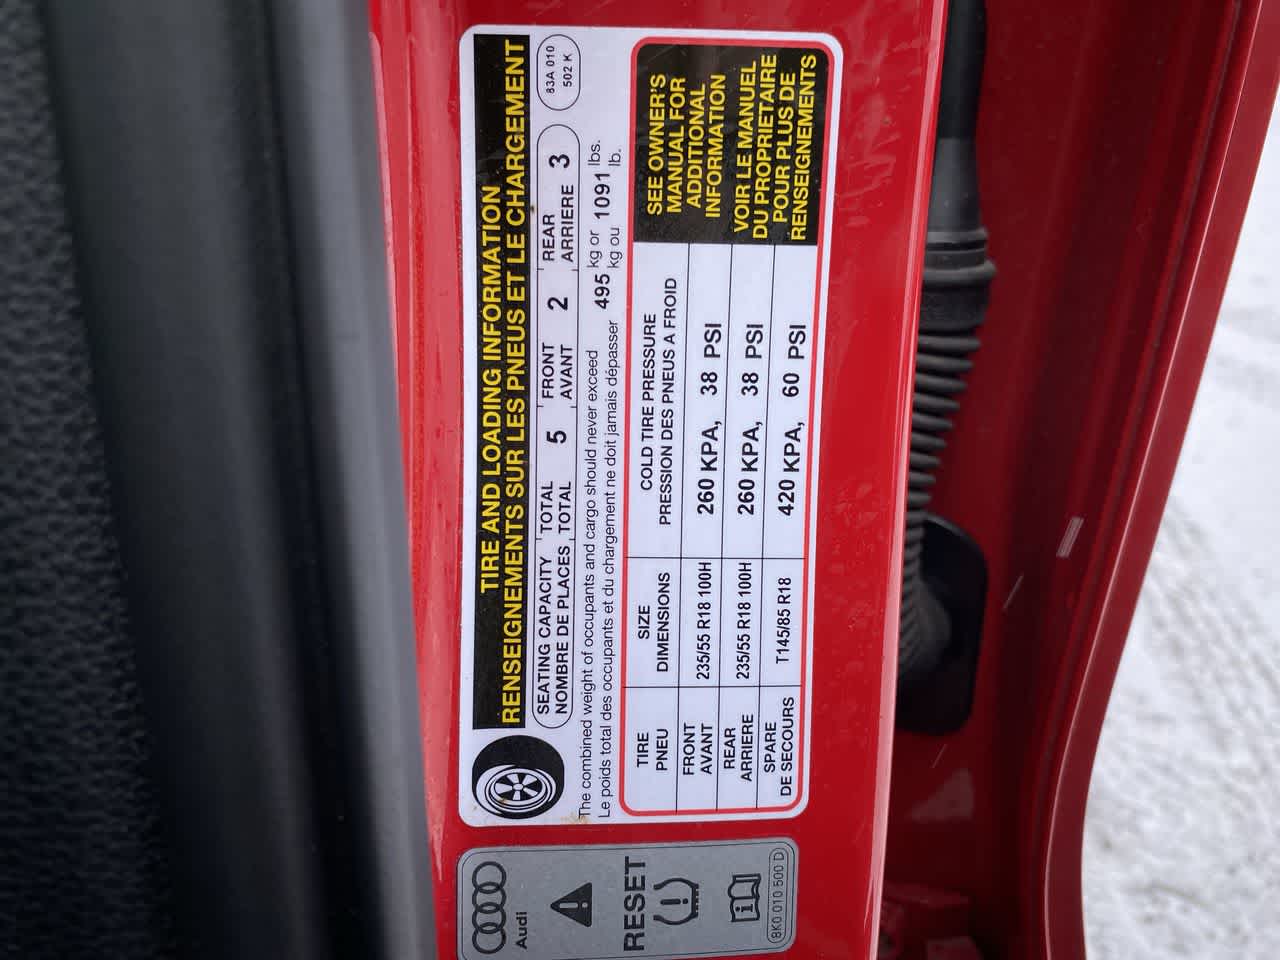 TIRE AND LOADING INFORMATION
RENSEIGNEMENTS SUR LES PNEUS ET LE CHARGEMENT
SEATING CAPACITY TOTAL 5 FRONT 2 REAR 3
NOMBRE DE PLACES TOTAL AVANT ARRIERE
83A 010
502 K
The combined weight of occupants and cargo should never exceed 495 kg or 1091 lbs.
Le poids total des occupants et du chargement ne doit jamais dépasser kg ou lb.
TIRE SIZE COLD TIRE PRESSURE
PNEU DIMENSIONS PRESSION DES PNEUS A FROID
FRONT
AVANT 235/55 R18 100H 260 KPA, 38 PSI
REAR
ARRIERE 235/55 R18 100H 260 KPA, 38 PSI
SPARE
DE SECOURS T145/85 R18 420 KPA, 60 PSI
SEE OWNER'S
MANUAL FOR
ADDITIONAL
INFORMATION
VOIR LE MANUEL
DU PROPRIETAIRE
POUR PLUS DE
RENSEIGNEMENTS
Audi
RESET
8K0 010 500 D